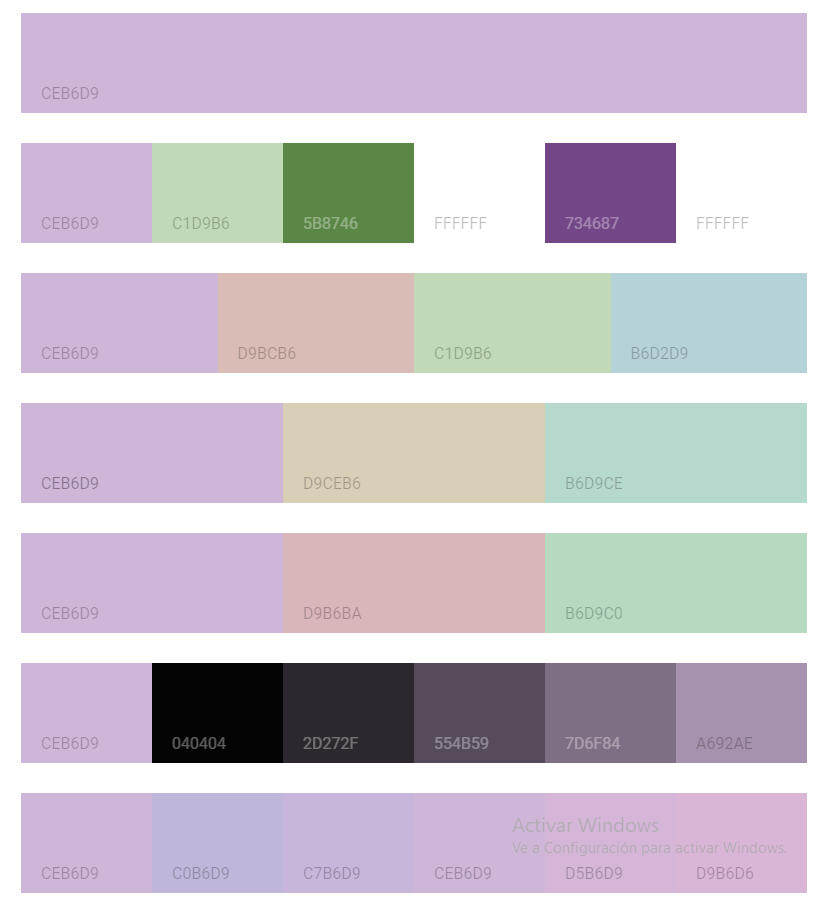 CEB6D9
CEB6D9 C1D9B6 5B8746 FFFFFF 734687 FFFFFF
CEB6D9 D9BCB6 C1D9B6 B6D2D9
CEB6D9 D9CEB6 B6D9CE
CEB6D9 D9B6BA B6D9C0
CEB6D9 040404 2D272F 554B59 7D6F84 A692AE
Activar Windows
Ve a Configuración para activar Windows.
CEB6D9 C0B6D9 C7B6D9 CEB6D9 D5B6D9 D9B6D6